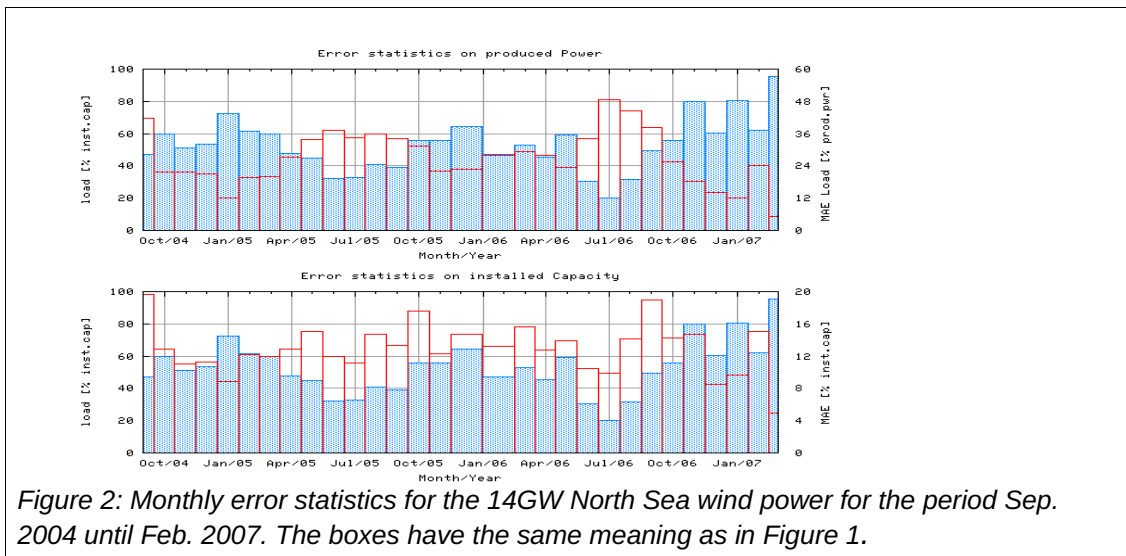 Error statistics on produced Power
load [% inst.cap]
100
80
60
40
20
0
60
48
36
24
12
0
MAE Load [% prod.pwr]
Oct/04 Jan/05 Apr/05 Jul/05 Oct/05 Jan/06 Apr/06 Jul/06 Oct/06 Jan/07
Month/Year
Error statistics on installed Capacity
load [% inst.cap]
100
80
60
40
20
0
20
16
12
8
4
0
MAE [% inst.cap]
Oct/04 Jan/05 Apr/05 Jul/05 Oct/05 Jan/06 Apr/06 Jul/06 Oct/06 Jan/07
Month/Year
Figure 2: Monthly error statistics for the 14GW North Sea wind power for the period Sep.
2004 until Feb. 2007. The boxes have the same meaning as in Figure 1.